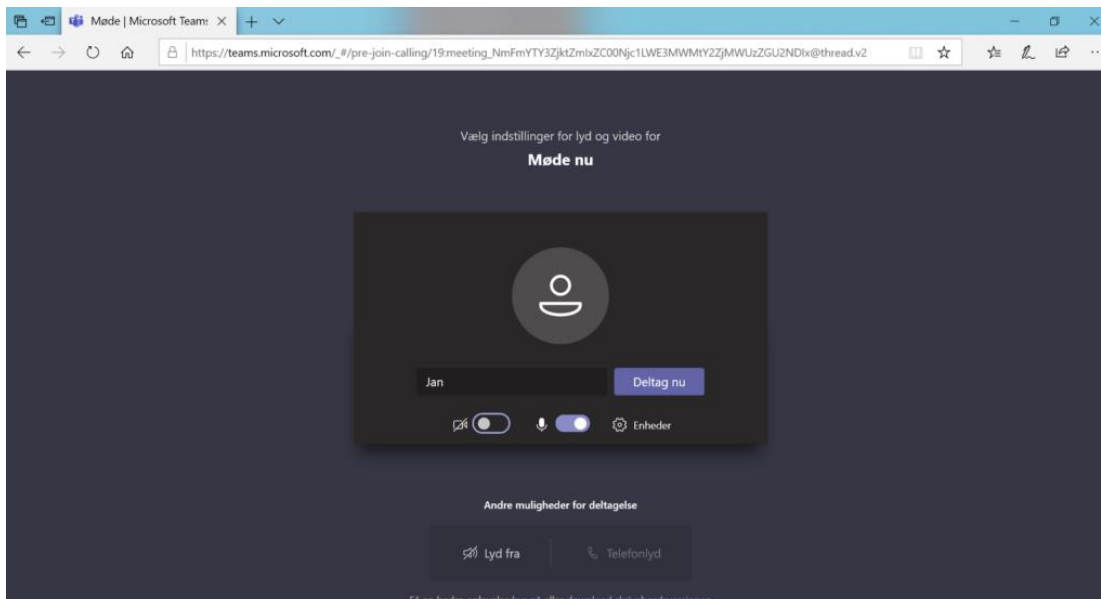 Møde | Microsoft Teams
https://teams.microsoft.com/_#/pre-join-calling/19:meeting_NmFmYTY3ZjktZmIxZC00Njc1LWE3MWMtY2ZjMWUzZGU2NDIx@thread.v2
Vælg indstillinger for lyd og video for
Møde nu
Jan
Deltag nu
Enheder
Andre muligheder for deltagelse
Lyd fra
Telefonlyd